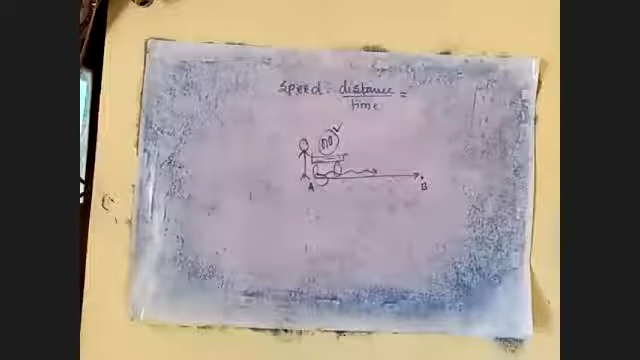 Speed = distance =
time
m
A
B